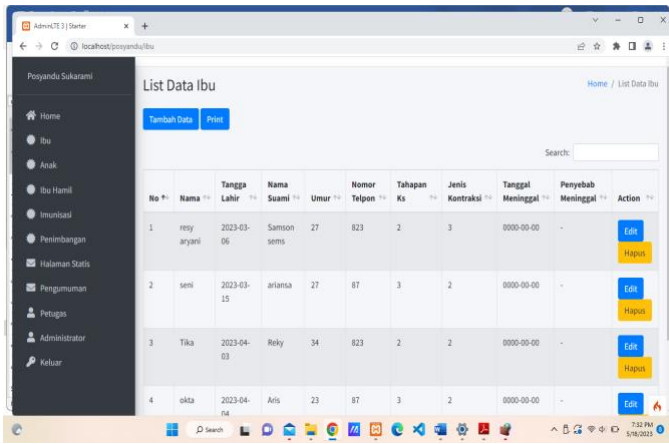 AdminLTE 3 | Starter
localhost/posyandu/ibu
Posyandu Sukarami
Home
Ibu
Anak
Ibu Hamil
Imunisasi
Penimbangan
Halaman Statis
Pengumuman
Petugas
Administrator
Keluar
List Data Ibu
Home / List Data Ibu
Tambah Data Print
Search:
No Nama Tangga Lahir Nama Suami Umur Nomor Telpon Tahapan Ks Jenis Kontraksi Tanggal Meninggal Penyebab Meninggal Action
1 resy aryani 2023-03-06 Samson sems 27 823 2 3 0000-00-00 - Edit Hapus
2 seni 2023-03-15 ariansa 27 87 3 2 0000-00-00 - Edit Hapus
3 Tika 2023-04-03 Reky 34 823 2 2 0000-00-00 - Edit Hapus
4 okta 2023-04-04 Aris 23 87 3 2 0000-00-00 - Edit
Search
7:32 PM
5/18/2023